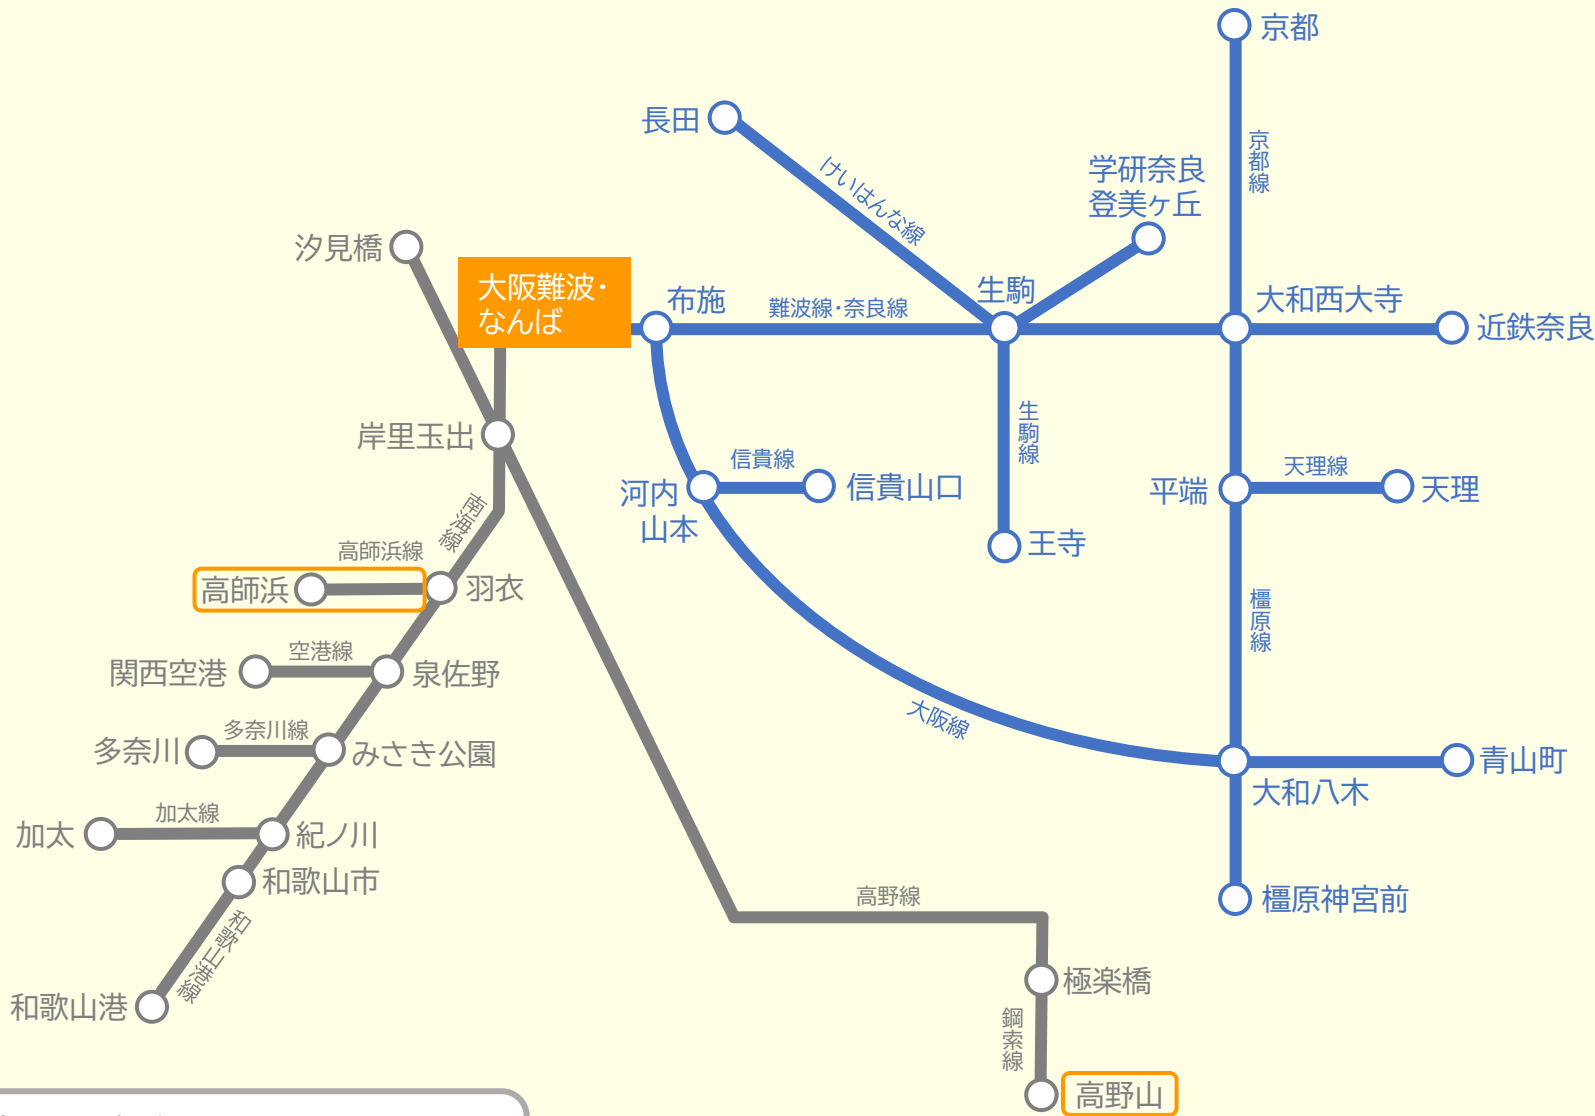 京都
長田
京都線
けいはんな線
学研奈良
登美ヶ丘
汐見橋
大阪難波・
なんば
布施
難波線・奈良線
生駒
大和西大寺
近鉄奈良
岸里玉出
生駒線
信貴線
河内
山本
信貴山口
平端
天理線
天理
南海線
高師浜線
王寺
高師浜
羽衣
橿原線
空港線
関西空港
泉佐野
多奈川線
多奈川
みさき公園
大阪線
青山町
大和八木
加太線
加太
紀ノ川
和歌山市
高野線
橿原神宮前
和歌山港線
和歌山港
極楽橋
鋼索線
高野山